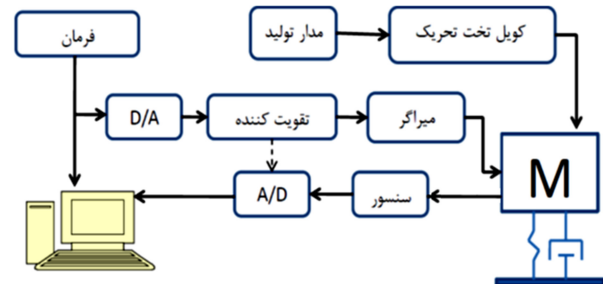 فرمان
مدار تولید
کویل تخت تحریک
D/A
تقویت کننده
میراگر
M
A/D
سنسور